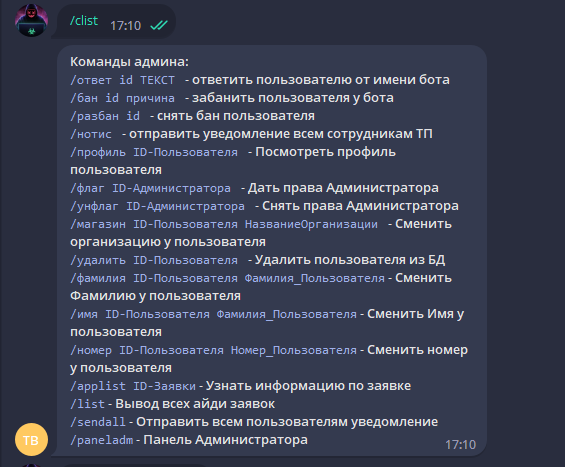 /clist
17:10
Команды админа:
/ответ id ТЕКСТ - ответить пользователю от имени бота
/бан id причина - забанить пользователя у бота
/разбан id - снять бан пользователя
/нотис - отправить уведомление всем сотрудникам ТП
/профиль ID-Пользователя - Посмотреть профиль
пользователя
/флаг ID-Администратора - Дать права Администратора
/унфлаг ID-Администратора - Снять права Администратора
/магазин ID-Пользователя НазваниеОрганизации - Сменить
организацию у пользователя
/удалить ID-Пользователя - Удалить пользователя из БД
/фамилия ID-Пользователя Фамилия_Пользователя - Сменить
Фамилию у пользователя
/имя ID-Пользователя Фамилия_Пользователя - Сменить Имя у
пользователя
/номер ID-Пользователя Номер_Пользователя - Сменить номер
у пользователя
/applist ID-Заявки - Узнать информацию по заявке
/list - Вывод всех айди заявок
/sendall - Отправить всем пользователям уведомление
/paneladm - Панель Администратора
17:10
ТВ